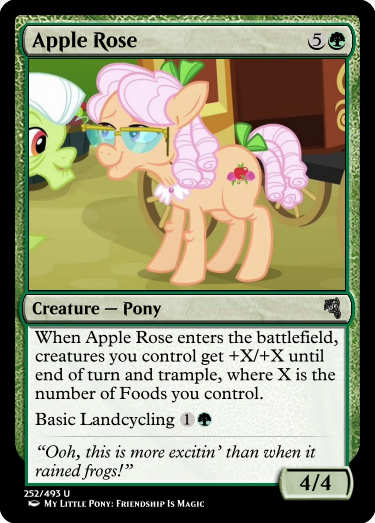 Apple Rose 5
Creature — Pony
When Apple Rose enters the battlefield,
creatures you control get +X/+X until
end of turn and trample, where X is the
number of Foods you control.
Basic Landcycling 1
“Ooh, this is more excitin’ than when it
rained frogs!”
4/4
252/493 U
My Little Pony: Friendship Is Magic